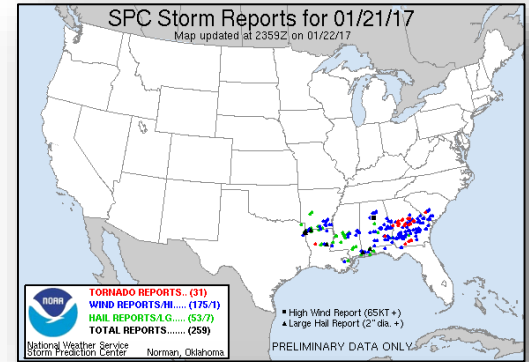 SPC Storm Reports for 01/21/17
Map updated at 2359Z on 01/22/17
TORNADO REPORTS.. (31)
WIND REPORTS/HI..... (175/1)
HAIL REPORTS/LG..... (53/7)
TOTAL REPORTS....... (259)
NOAA
National Weather Service
Storm Prediction Center Norman, Oklahoma
High Wind Report (65KT +)
Large Hail Report (2" dia. +)
PRELIMINARY DATA ONLY